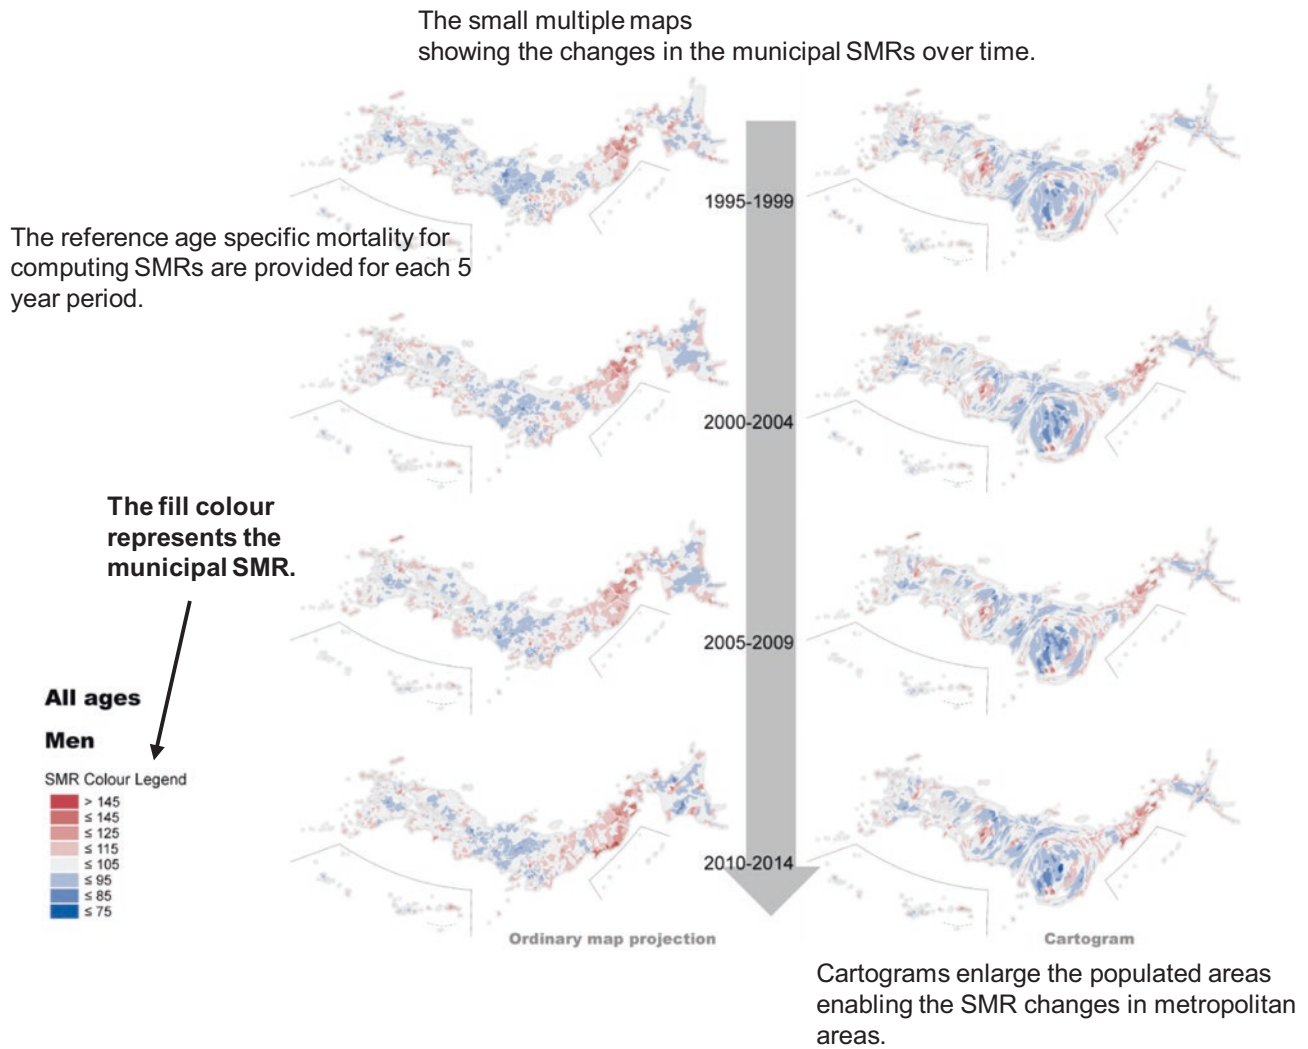 The small multiple maps
showing the changes in the municipal SMRs over time.
1995-1999
The reference age specific mortality for
computing SMRs are provided for each 5
year period.
2000-2004
The fill colour
represents the
municipal SMR.
2005-2009
All ages
Men
SMR Colour Legend
> 145
≤ 145
≤ 125
≤ 115
≤ 105
≤ 95
≤ 85
≤ 75
2010-2014
Ordinary map projection
Cartogram
Cartograms enlarge the populated areas
enabling the SMR changes in metropolitan
areas.